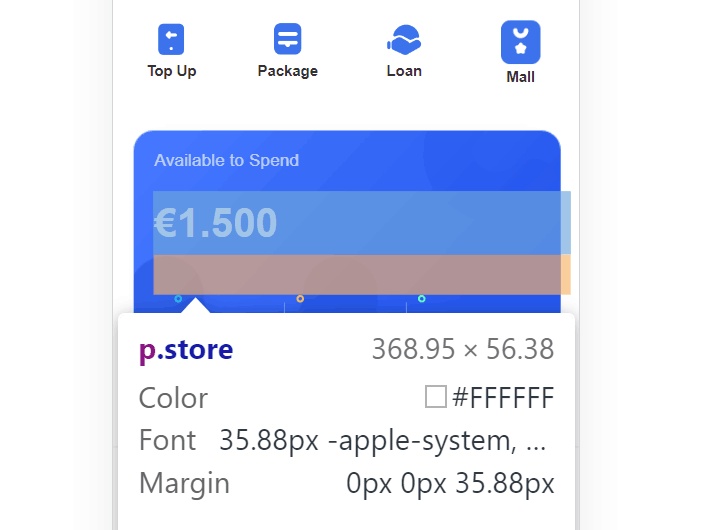 Top Up Package Loan Mall
Available to Spend
€1.500
p.store 368.95 × 56.38
Color #FFFFFF
Font 35.88px -apple-system, ...
Margin 0px 0px 35.88px